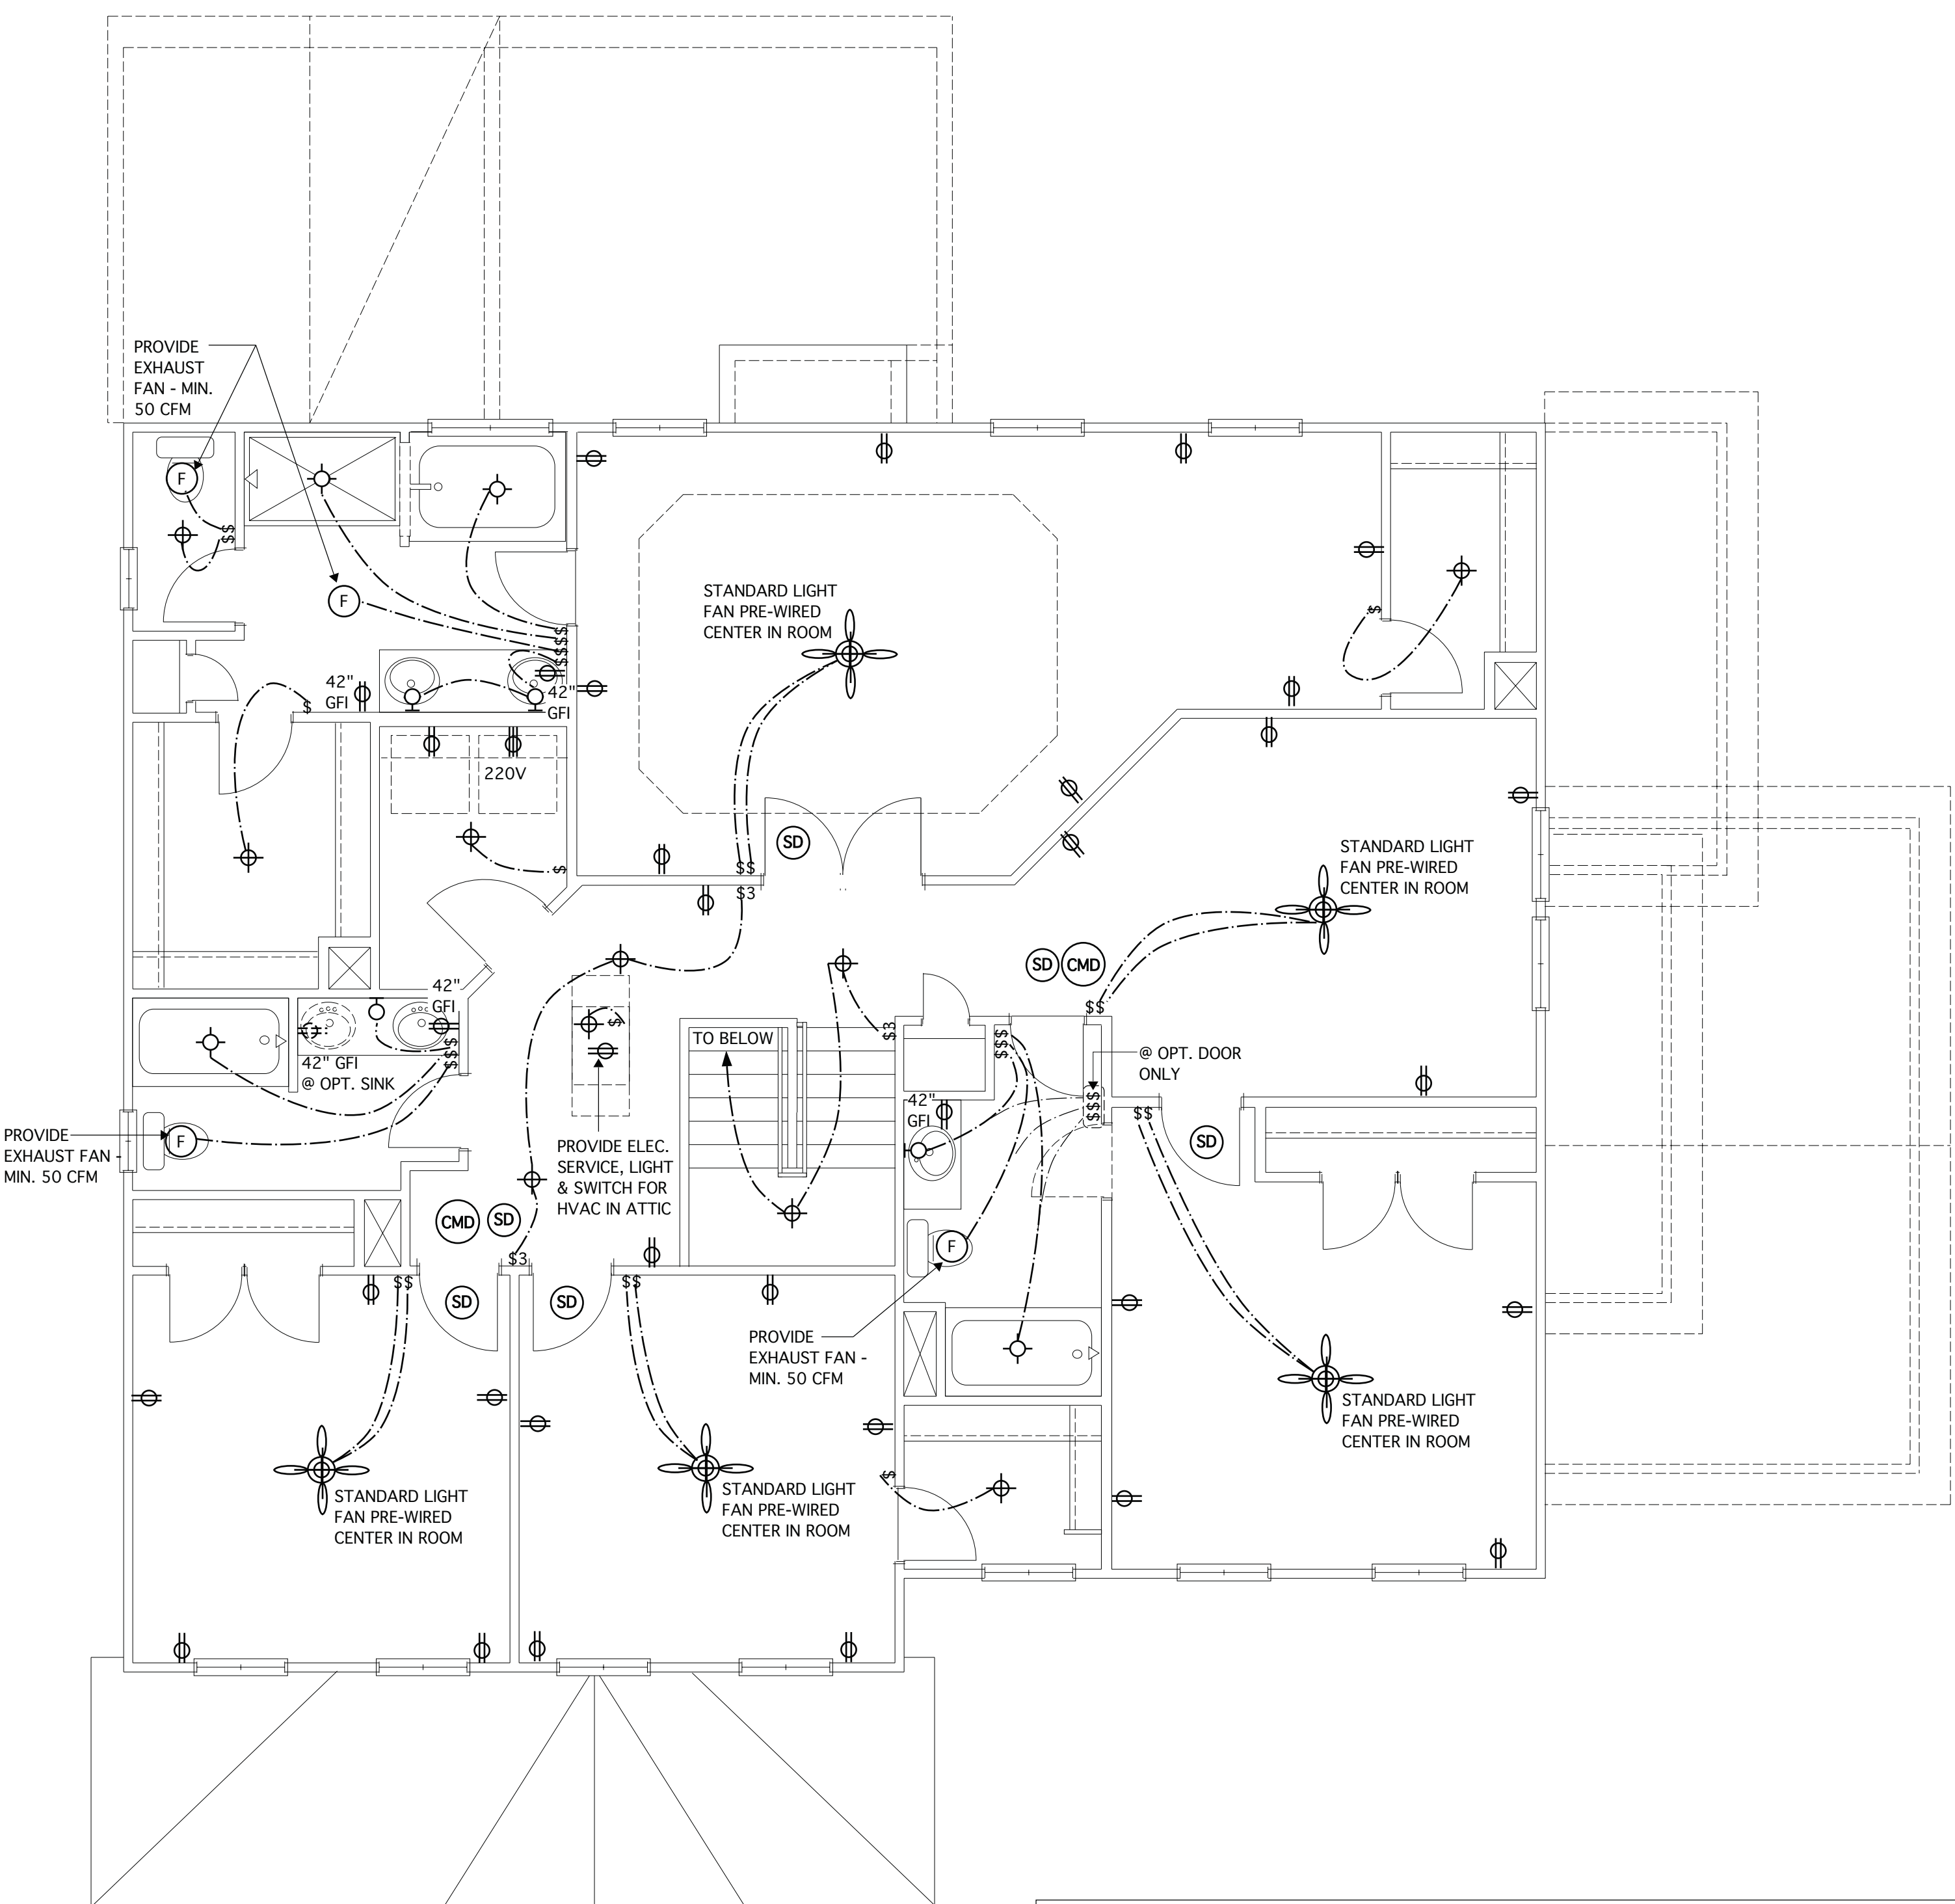 PROVIDE
EXHAUST
FAN - MIN.
50 CFM
F
$$
F
STANDARD LIGHT
FAN PRE-WIRED
CENTER IN ROOM
$
$$$$
42"
GFI
$
42"
GFI
220V
SD
$
$$
$3
STANDARD LIGHT
FAN PRE-WIRED
CENTER IN ROOM
SD
CMD
42"
GFI
$$
$
$3
TO BELOW
$$$
$$$
42" GFI
@ OPT. SINK
@ OPT. DOOR
ONLY
42"
GFI
$$$
$$
PROVIDE
EXHAUST FAN -
MIN. 50 CFM
F
SD
PROVIDE ELEC.
SERVICE, LIGHT
& SWITCH FOR
HVAC IN ATTIC
CMD
SD
F
$3
$$
$$
SD
SD
PROVIDE
EXHAUST FAN -
MIN. 50 CFM
STANDARD LIGHT
FAN PRE-WIRED
CENTER IN ROOM
$
STANDARD LIGHT
FAN PRE-WIRED
CENTER IN ROOM
STANDARD LIGHT
FAN PRE-WIRED
CENTER IN ROOM